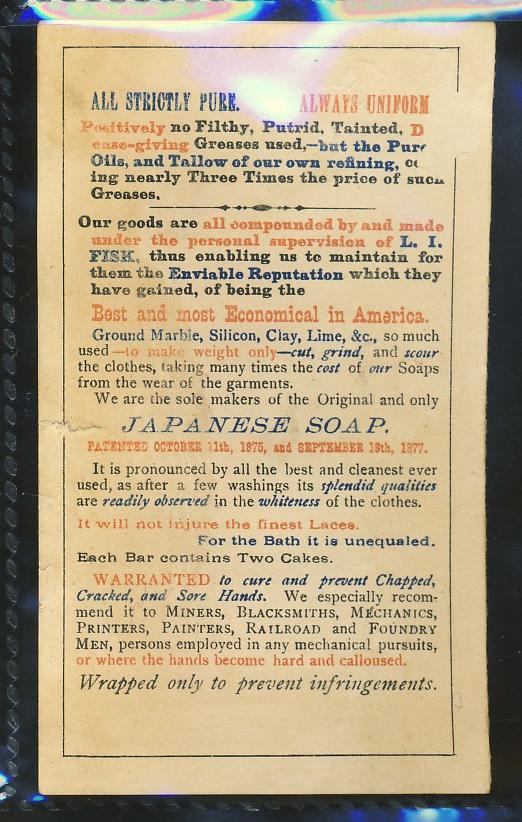 ALL STRICTLY PURE. ALWAYS UNIFORM
Positively no Filthy, Putrid, Tainted, D
ease-giving Greases used,—but the Pure
Oils, and Tallow of our own refining, co
ing nearly Three Times the price of such
Greases.
Our goods are all compounded by and made
under the personal supervision of L. I.
FISK, thus enabling us to maintain for
them the Enviable Reputation which they
have gained, of being the
Best and most Economical in America.
Ground Marble, Silicon, Clay, Lime, &c., so much
used—to make weight only—cut, grind, and scour
the clothes, taking many times the cost of our Soaps
from the wear of the garments.
We are the sole makers of the Original and only
JAPANESE SOAP.
PATENTED OCTOBER 11th, 1875, and SEPTEMBER 18th, 1877.
It is pronounced by all the best and cleanest ever
used, as after a few washings its splendid qualities
are readily observed in the whiteness of the clothes.
It will not injure the finest Laces.
For the Bath it is unequaled.
Each Bar contains Two Cakes.
WARRANTED to cure and prevent Chapped,
Cracked, and Sore Hands. We especially recom-
mend it to MINERS, BLACKSMITHS, MECHANICS,
PRINTERS, PAINTERS, RAILROAD and FOUNDRY
MEN, persons employed in any mechanical pursuits,
or where the hands become hard and calloused.
Wrapped only to prevent infringements.